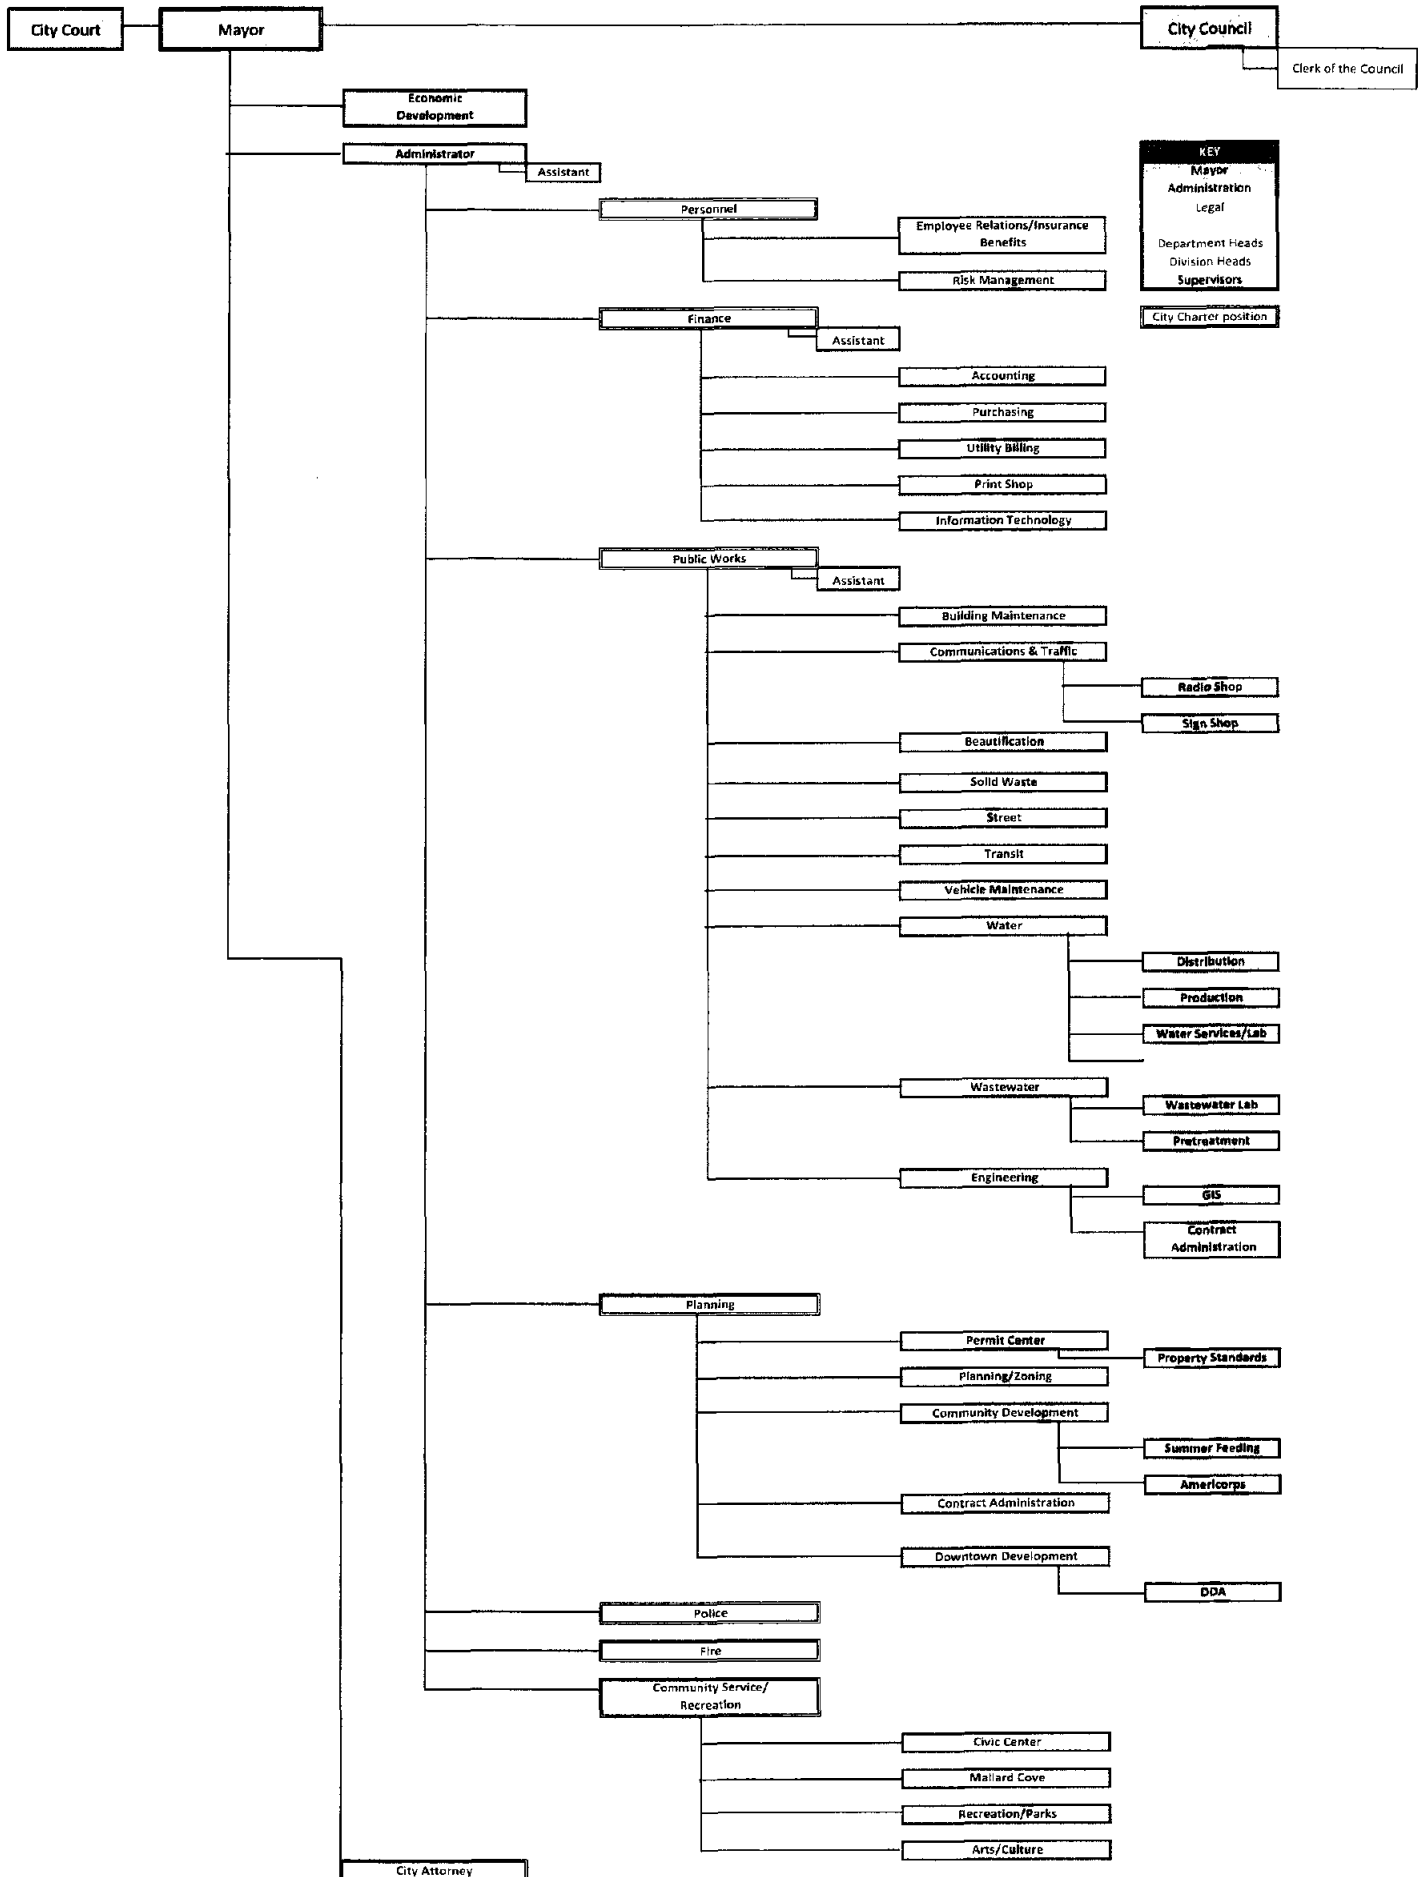 City Court
Mayor
City Council
Clerk of the Council
Economic
Development
Administrator
Assistant
KEY
Mayor
Administration
Legal
Department Heads
Division Heads
Supervisors
City Charter position
Personnel
Employee Relations/Insurance
Benefits
Risk Management
Finance
Assistant
Accounting
Purchasing
Utility Billing
Print Shop
Information Technology
Public Works
Assistant
Building Maintenance
Communications & Traffic
Radio Shop
Sign Shop
Beautification
Solid Waste
Street
Transit
Vehicle Maintenance
Water
Distribution
Production
Water Services/Lab
Wastewater
Wastewater Lab
Pretreatment
Engineering
GIS
Contract
Administration
Planning
Permit Center
Property Standards
Planning/Zoning
Community Development
Summer Feeding
Americorps
Contract Administration
Downtown Development
DDA
Police
Fire
Community Service/
Recreation
Civic Center
Mallard Cove
Recreation/Parks
Arts/Culture
City Attorney